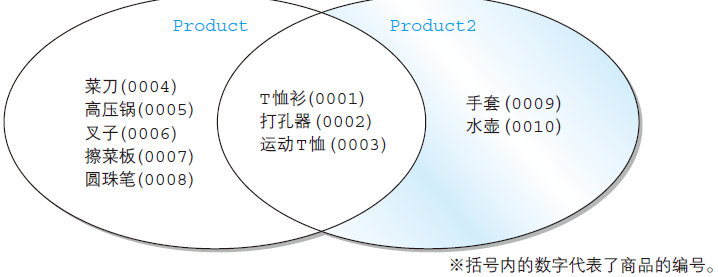 Product
Product2
菜刀(0004)
高压锅(0005)
叉子(0006)
擦菜板(0007)
圆珠笔(0008)
T恤衫(0001)
打孔器(0002)
运动T恤(0003)
手套(0009)
水壶(0010)
※括号内的数字代表了商品的编号。